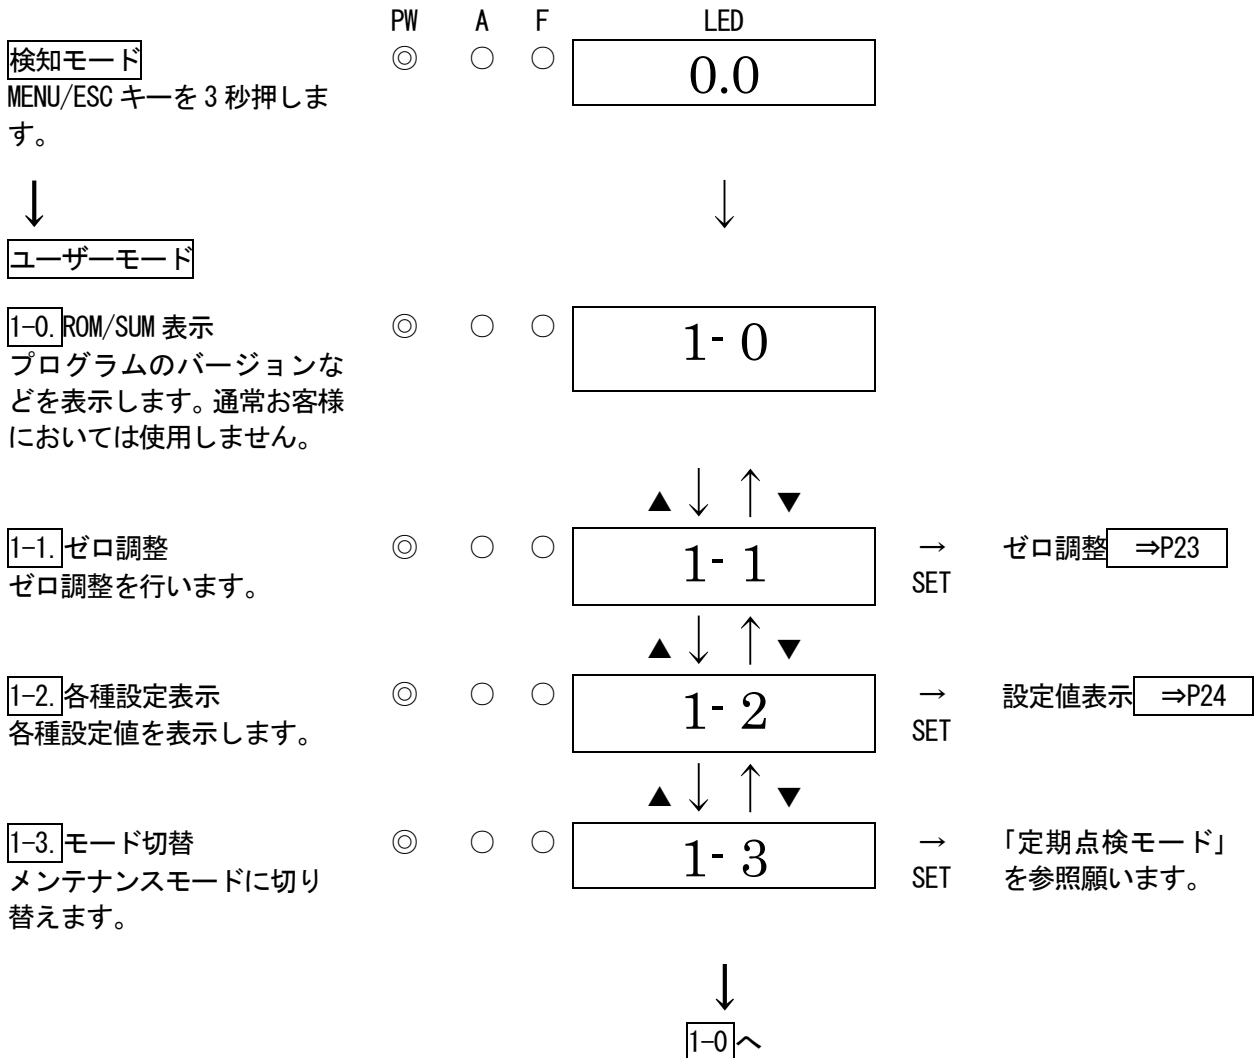 PW A F LED
検知モード ◎ ○ ○ 0.0
MENU/ESC キーを 3 秒押しま
す。
↓ ↓
ユーザーモード
1-0. ROM/SUM 表示 ◎ ○ ○ 1- 0
プログラムのバージョンな
どを表示します。通常お客様
においては使用しません。
▲ ↓ ↑ ▼
1-1. ゼロ調整 ◎ ○ ○ 1- 1 → ゼロ調整 ⇒P23
ゼロ調整を行います。 SET
▲ ↓ ↑ ▼
1-2. 各種設定表示 ◎ ○ ○ 1- 2 → 設定値表示 ⇒P24
各種設定値を表示します。 SET
▲ ↓ ↑ ▼
1-3. モード切替 ◎ ○ ○ 1- 3 → 「定期点検モード」
メンテナンスモードに切り SET を参照願います。
替えます。
↓
1-0 へ